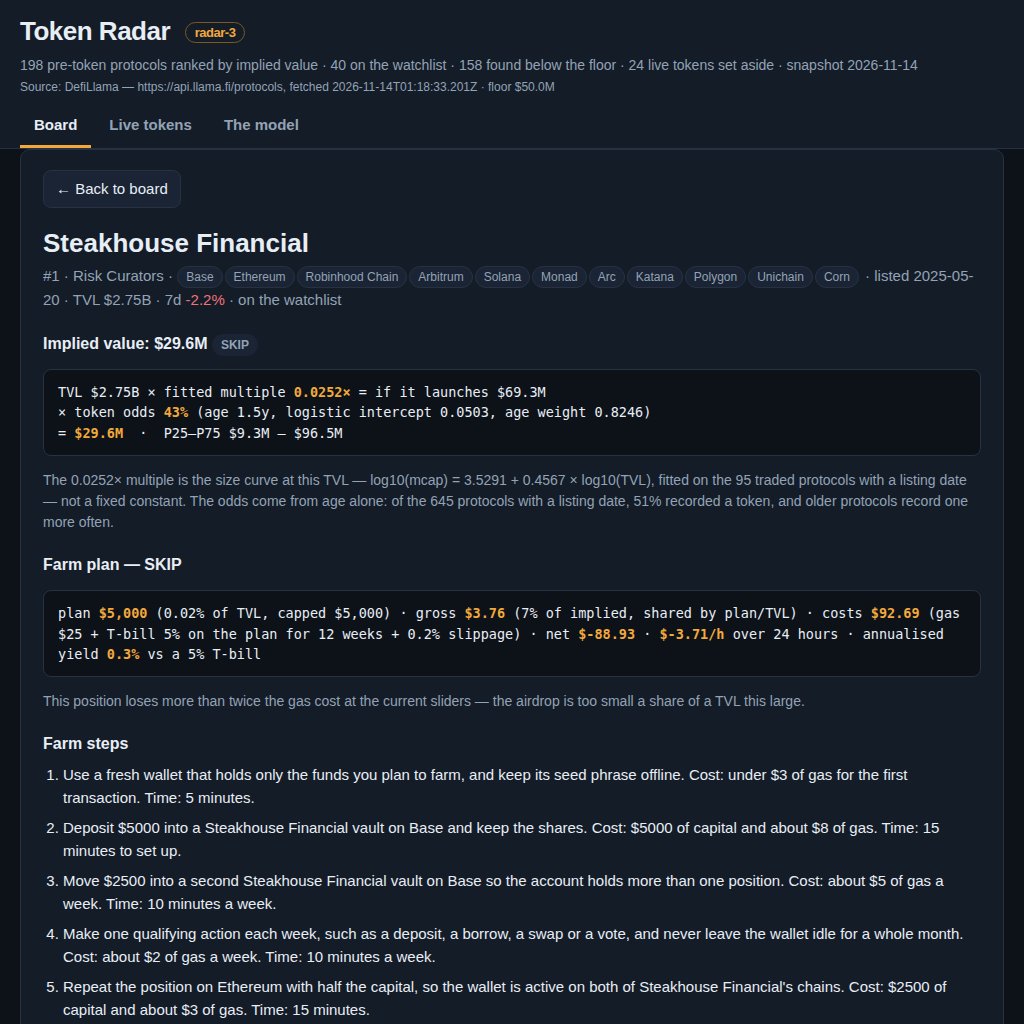 Token Radar radar-3
198 pre-token protocols ranked by implied value · 40 on the watchlist · 158 found below the floor · 24 live tokens set aside · snapshot 2026-11-14
Source: DefiLlama — https://api.llama.fi/protocols, fetched 2026-11-14T01:18:33.201Z · floor $50.0M
Board Live tokens The model
← Back to board
Steakhouse Financial
#1 · Risk Curators · Base Ethereum Robinhood Chain Arbitrum Solana Monad Arc Katana Polygon Unichain Corn · listed 2025-05-
20 · TVL $2.75B · 7d -2.2% · on the watchlist
Implied value: $29.6M SKIP
TVL $2.75B × fitted multiple 0.0252× = if it launches $69.3M
× token odds 43% (age 1.5y, logistic intercept 0.0503, age weight 0.8246)
= $29.6M · P25–P75 $9.3M – $96.5M
The 0.0252× multiple is the size curve at this TVL — log10(mcap) = 3.5291 + 0.4567 × log10(TVL), fitted on the 95 traded protocols with a listing date
— not a fixed constant. The odds come from age alone: of the 645 protocols with a listing date, 51% recorded a token, and older protocols record one
more often.
Farm plan — SKIP
plan $5,000 (0.02% of TVL, capped $5,000) · gross $3.76 (7% of implied, shared by plan/TVL) · costs $92.69 (gas
$25 + T-bill 5% on the plan for 12 weeks + 0.2% slippage) · net $-88.93 · $-3.71/h over 24 hours · annualised
yield 0.3% vs a 5% T-bill
This position loses more than twice the gas cost at the current sliders — the airdrop is too small a share of a TVL this large.
Farm steps
1. Use a fresh wallet that holds only the funds you plan to farm, and keep its seed phrase offline. Cost: under $3 of gas for the first
transaction. Time: 5 minutes.
2. Deposit $5000 into a Steakhouse Financial vault on Base and keep the shares. Cost: $5000 of capital and about $8 of gas. Time: 15
minutes to set up.
3. Move $2500 into a second Steakhouse Financial vault on Base so the account holds more than one position. Cost: about $5 of gas a
week. Time: 10 minutes a week.
4. Make one qualifying action each week, such as a deposit, a borrow, a swap or a vote, and never leave the wallet idle for a whole month.
Cost: about $2 of gas a week. Time: 10 minutes a week.
5. Repeat the position on Ethereum with half the capital, so the wallet is active on both of Steakhouse Financial's chains. Cost: $2500 of
capital and about $3 of gas. Time: 15 minutes.